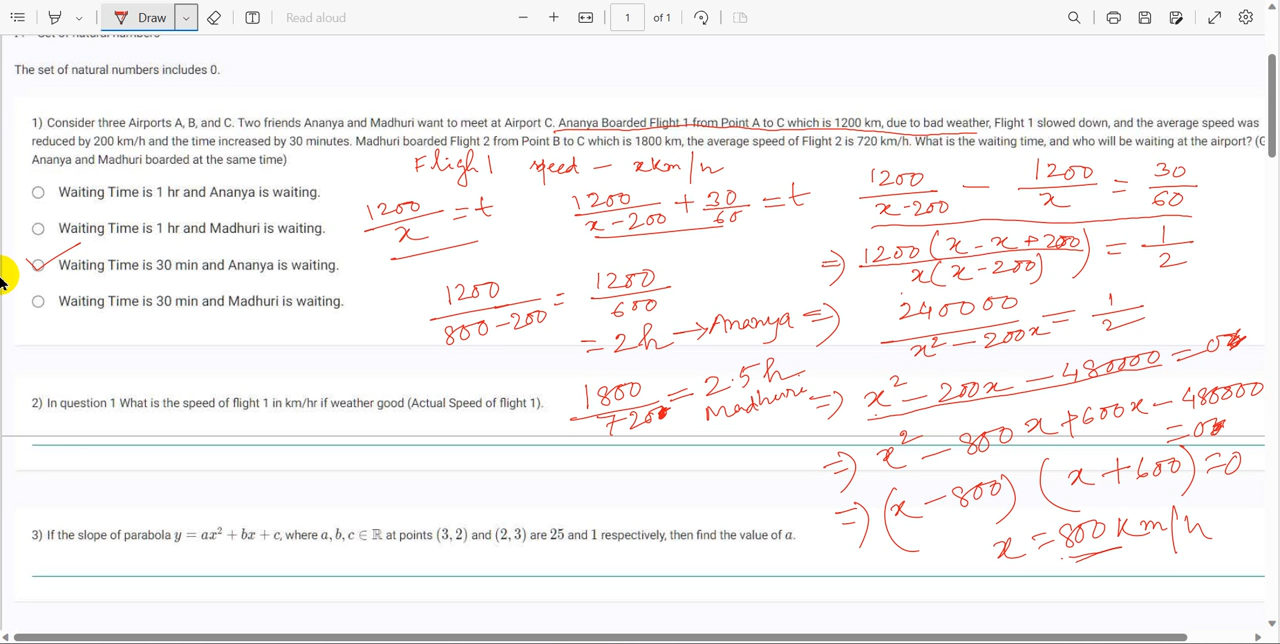 Draw
Read aloud
1
of 1
The set of natural numbers includes 0.
1) Consider three Airports A, B, and C. Two friends Ananya and Madhuri want to meet at Airport C. Ananya Boarded Flight 1 from Point A to C which is 1200 km, due to bad weather, Flight 1 slowed down, and the average speed was
reduced by 200 km/h and the time increased by 30 minutes. Madhuri boarded Flight 2 from Point B to C which is 1800 km, the average speed of Flight 2 is 720 km/h. What is the waiting time, and who will be waiting at the airport? (G
Ananya and Madhuri boarded at the same time)
Waiting Time is 1 hr and Ananya is waiting.
Waiting Time is 1 hr and Madhuri is waiting.
Waiting Time is 30 min and Ananya is waiting.
Waiting Time is 30 min and Madhuri is waiting.
Fligh 1 speed – x km/h
1200/x = t
1200/(x-200) + 30/60 = t
1200/(800-200) = 1200/600
= 2h → Ananya
1800/720 = 2.5 h.
Madhuri
1200/(x-200) – 1200/x = 30/60
⇒ 1200(x-x+200)/(x(x-200)) = 1/2
⇒ 240000/(x²-200x) = 1/2
⇒ x² – 200x – 480000 = 0
⇒ x² – 800x + 600x – 480000 = 0
⇒ (x – 800) (x + 600) = 0
x = 800 km/h
2) In question 1 What is the speed of flight 1 in km/hr if weather good (Actual Speed of flight 1).
3) If the slope of parabola y = ax² + bx + c, where a, b, c ∈ ℝ at points (3, 2) and (2, 3) are 25 and 1 respectively, then find the value of a.